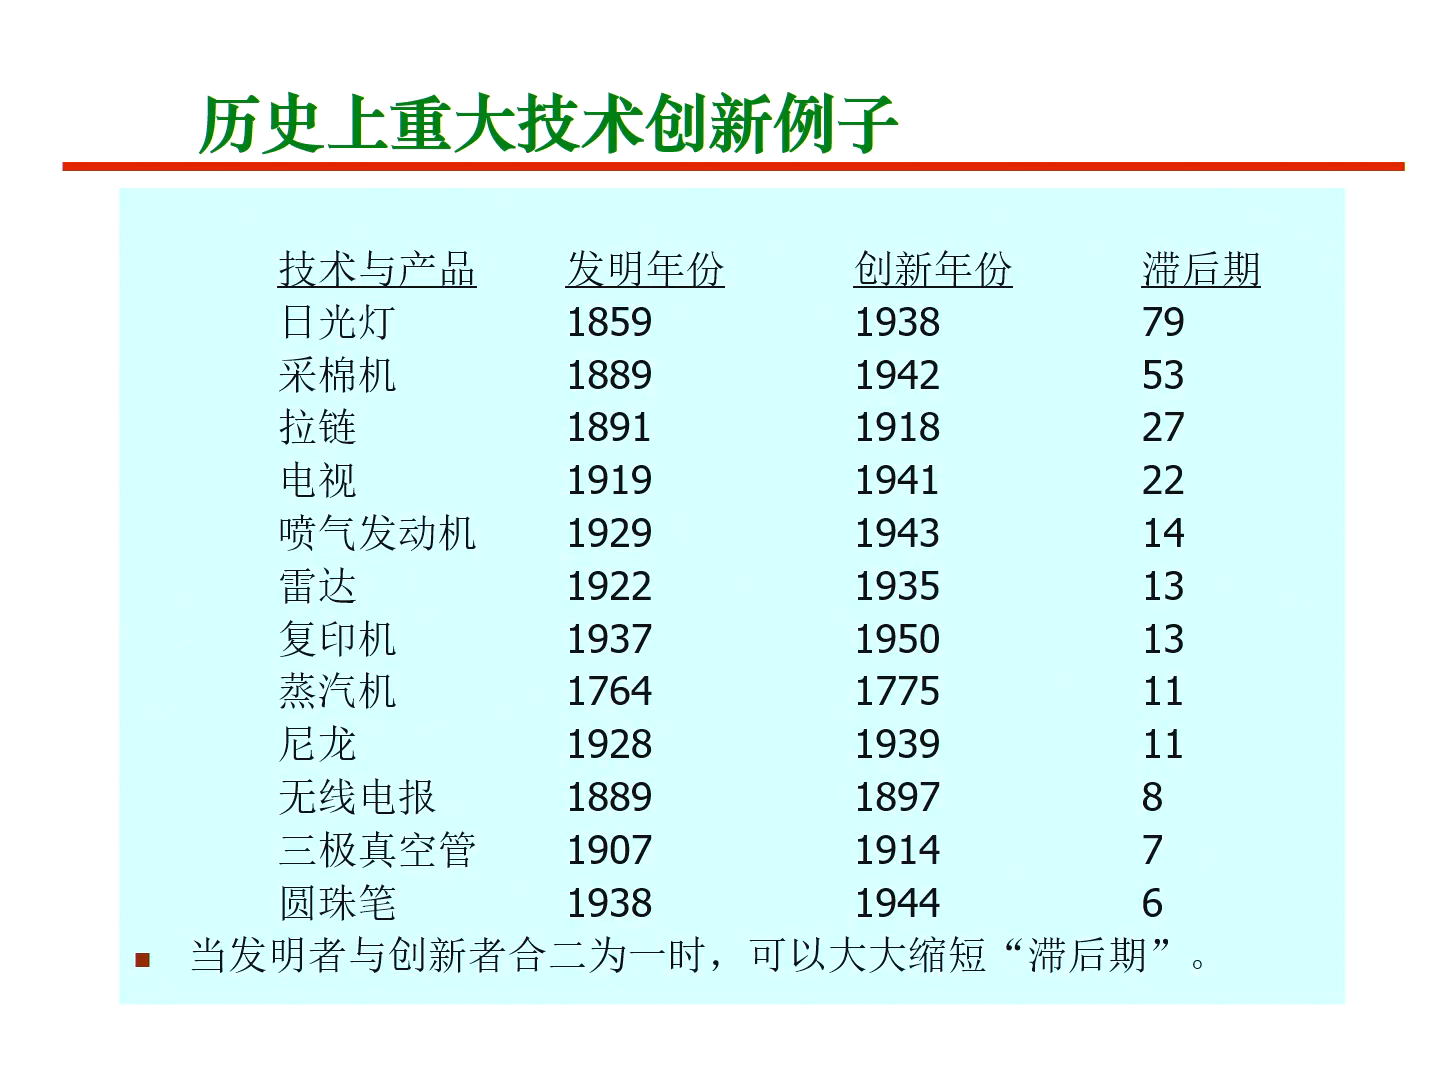 历史上重大技术创新例子
技术与产品 发明年份 创新年份 滞后期
日光灯 1859 1938 79
采棉机 1889 1942 53
拉链 1891 1918 27
电视 1919 1941 22
喷气发动机 1929 1943 14
雷达 1922 1935 13
复印机 1937 1950 13
蒸汽机 1764 1775 11
尼龙 1928 1939 11
无线电报 1889 1897 8
三极真空管 1907 1914 7
圆珠笔 1938 1944 6
■ 当发明者与创新者合二为一时，可以大大缩短“滞后期”。